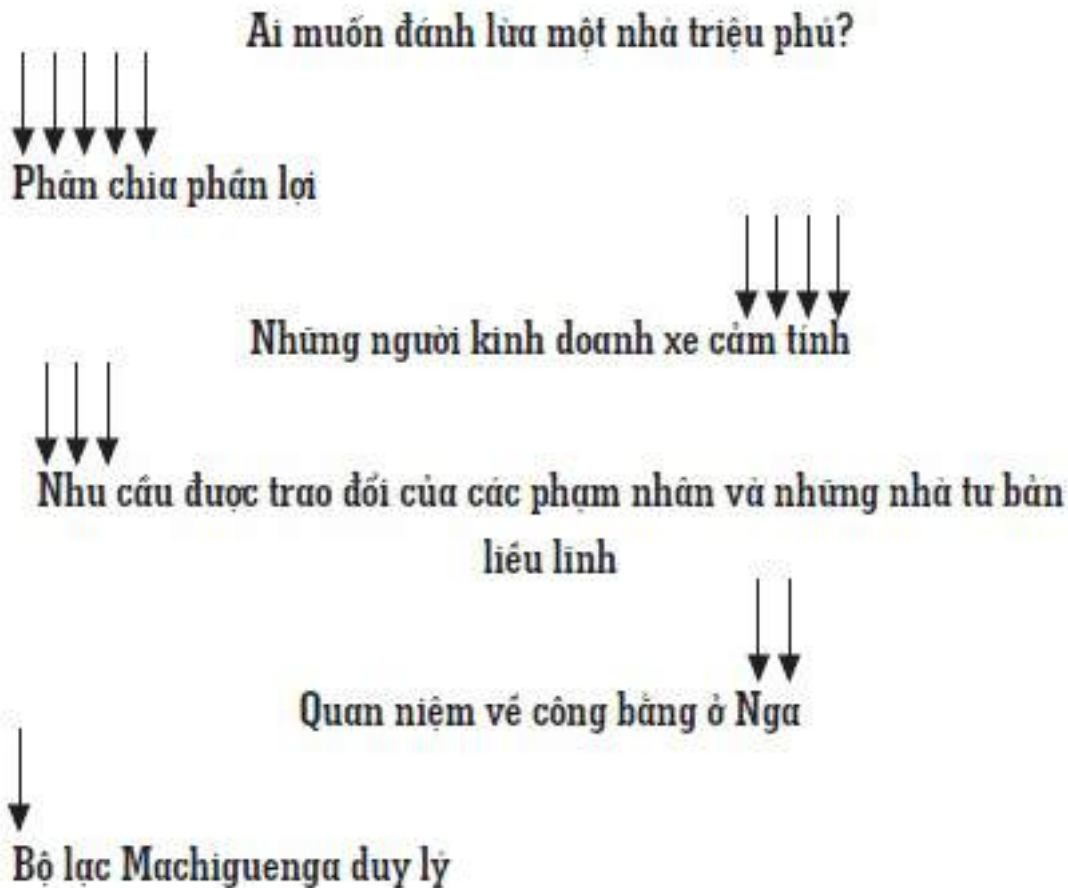 Ai muốn đánh lừa một nhà triệu phú?
Phân chia phần lợi
Những người kinh doanh xe cảm tính
Nhu cầu được trao đổi của các phạm nhân và những nhà tư bản
liều lĩnh
Quan niệm về công bằng ở Nga
Bộ lạc Machiguenga duy lý